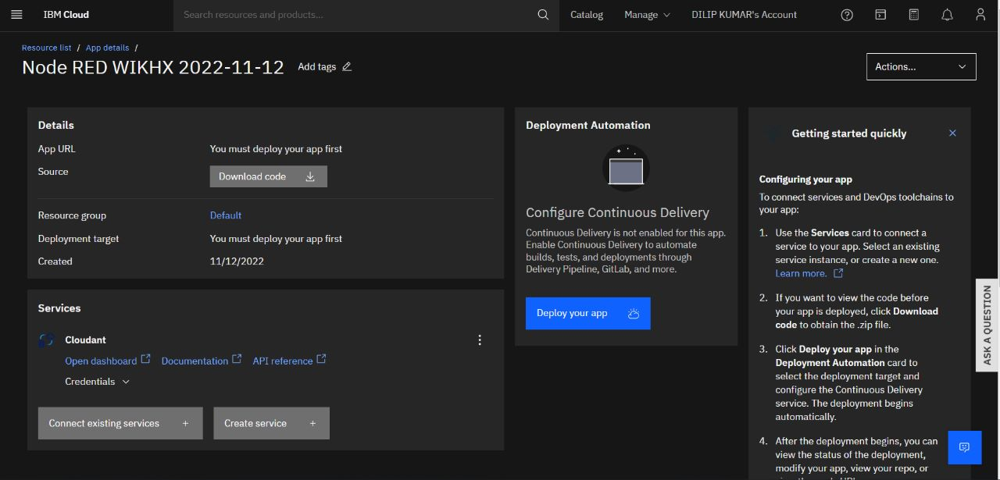 IBM Cloud
Search resources and products...
Catalog
Manage
DILIP KUMAR's Account
Resource list / App details /
Node RED WIKHX 2022-11-12
Add tags
Actions...
Details
App URL
You must deploy your app first
Source
Download code
Resource group
Default
Deployment target
You must deploy your app first
Created
11/12/2022
Services
Cloudant
Open dashboard
Documentation
API reference
Credentials
Connect existing services +
Create service +
Deployment Automation
Configure Continuous Delivery
Continuous Delivery is not enabled for this app.
Enable Continuous Delivery to automate
builds, tests, and deployments through
Delivery Pipeline, GitLab, and more.
Deploy your app
Getting started quickly
Configuring your app
To connect services and DevOps toolchains to
your app:
1. Use the Services card to connect a
service to your app. Select an existing
service instance, or create a new one.
Learn more.
2. If you want to view the code before
your app is deployed, click Download
code to obtain the .zip file.
3. Click Deploy your app in the
Deployment Automation card to
select the deployment target and
configure the Continuous Delivery
service. The deployment begins
automatically.
4. After the deployment begins, you can
view the status of the deployment,
modify your app, view your repo, or
ASK A QUESTION